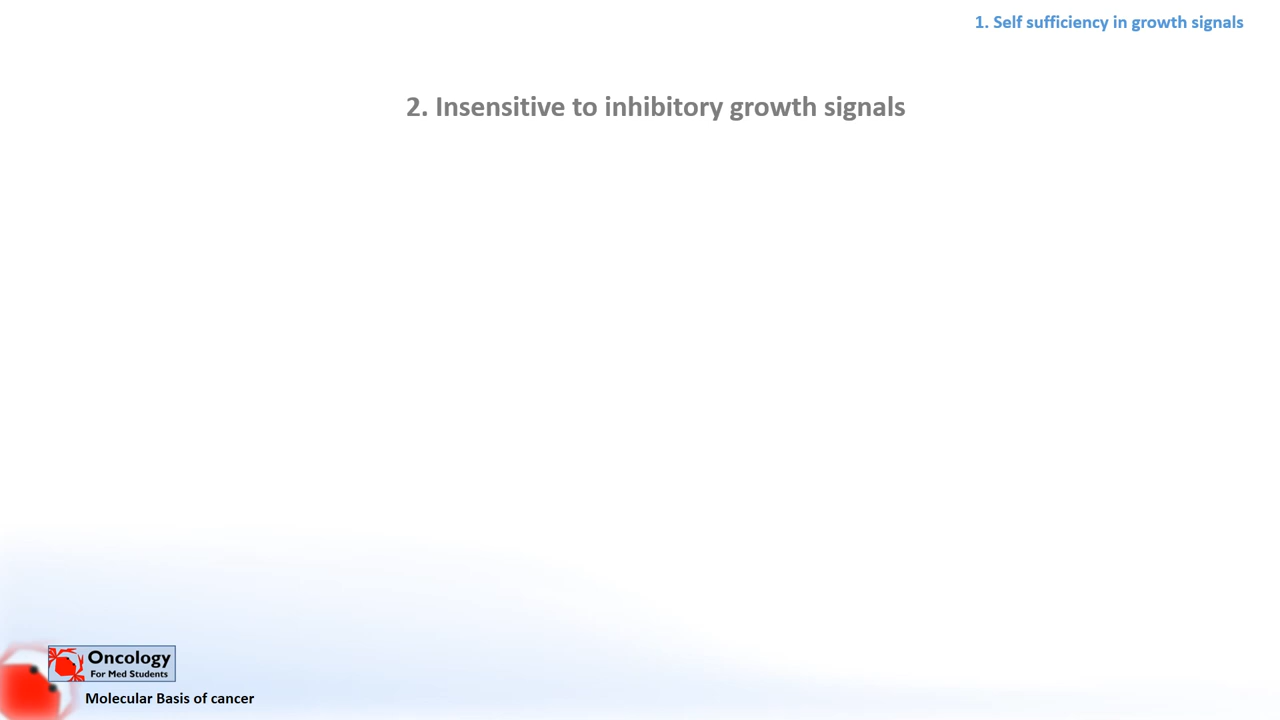 1. Self sufficiency in growth signals
2. Insensitive to inhibitory growth signals
Oncology
For Med Students
Molecular Basis of cancer